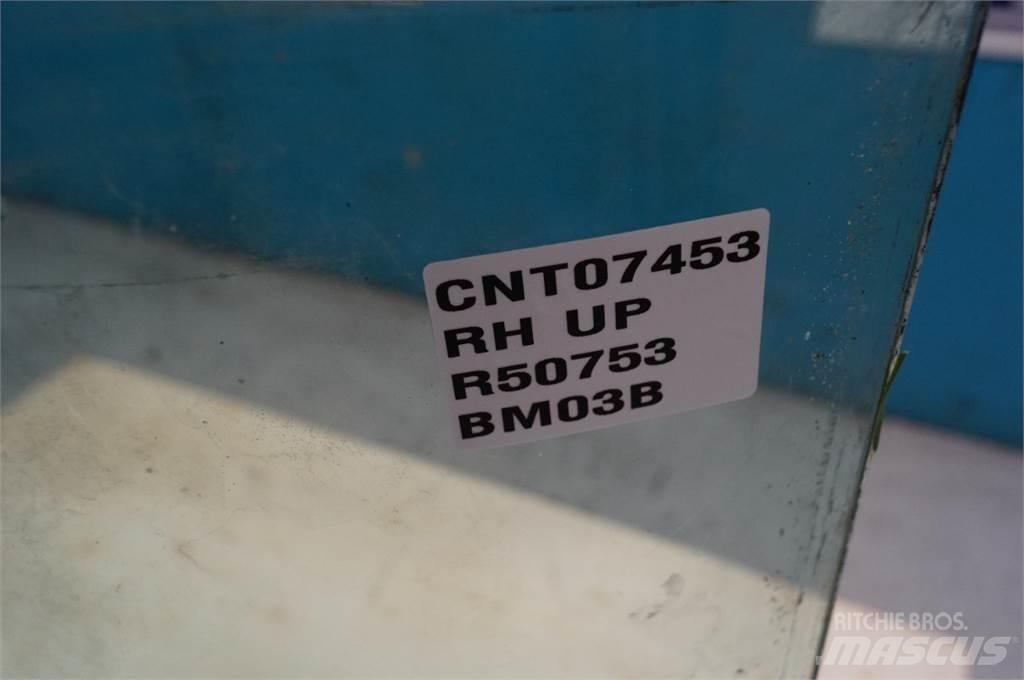 CNT07453
RH UP
R50753
BM03B
RITCHIE BROS.
MASCUS